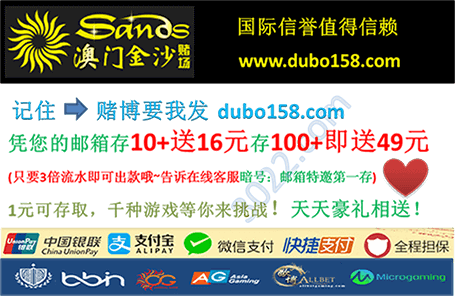 Sands
澳门金沙赌场
国际信誉值得信赖
www.dubo158.com
记住 赌博要我发 dubo158.com
凭您的邮箱存10+送16元存100+即送49元
(只要3倍流水即可出款哦~告诉在线客服暗号：邮箱特邀第一存)
1元可存取，千种游戏等你来挑战！天天豪礼相送！
UnionPay 银联 中国银联 China UnionPay 支 支付宝 ALIPAY 微信支付 快捷支付 全程担保
bbin OG AG Asia Gaming 欧博 ALLBET Microgaming